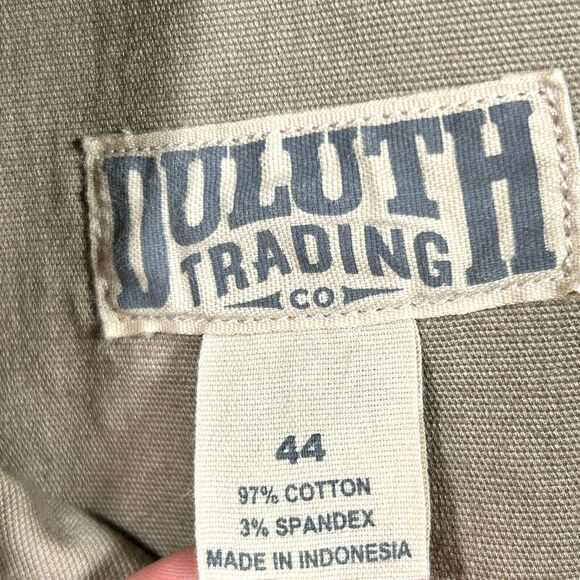 DULUTH
TRADING
CO
44
97% COTTON
3% SPANDEX
MADE IN INDONESIA